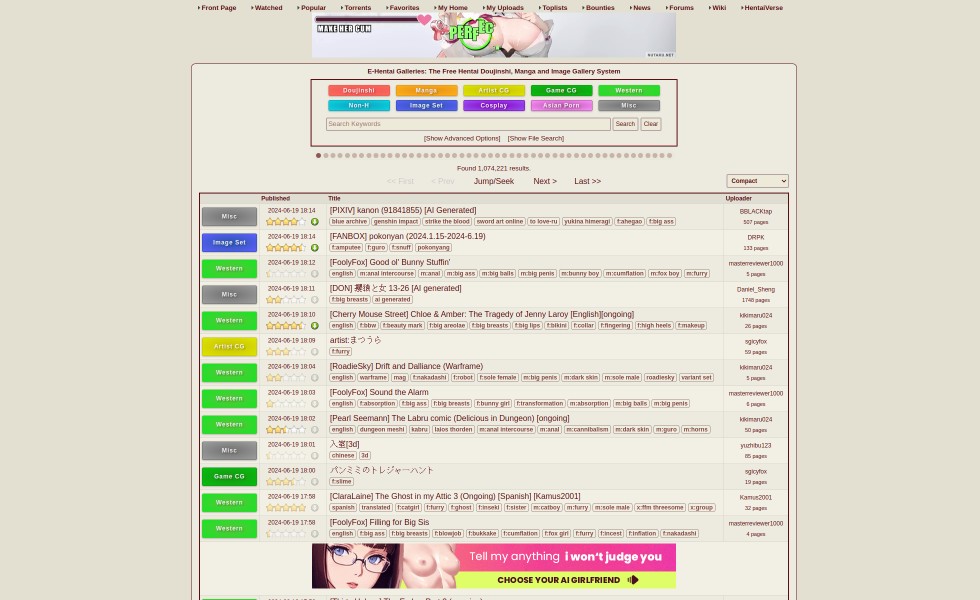 Front Page Watched Popular Torrents Favorites My Home My Uploads Toplists Bounties News Forums Wiki HentaiVerse
MAKE HER CUM
NUTAKU.NET
E-Hentai Galleries: The Free Hentai Doujinshi, Manga and Image Gallery System
Doujinshi Manga Artist CG Game CG Western
Non-H Image Set Cosplay Asian Porn Misc
Search Keywords Search Clear
[Show Advanced Options] [Show File Search]
Found 1,074,221 results.
<< First < Prev Jump/Seek Next > Last >> Compact
Published Title Uploader
Misc 2024-06-19 18:14 [PIXIV] kanon (91841855) [AI Generated] BBLACKtap
blue archive genshin impact strike the blood sword art online to love-ru yukina himeragi f:ahegao f:big ass 507 pages
Image Set 2024-06-19 18:14 [FANBOX] pokonyan (2024.1.15-2024.6.19) DRPK
f:amputee f:guro f:snuff pokonyang 133 pages
Western 2024-06-19 18:12 [FoolyFox] Good ol' Bunny Stuffin' masterreviewer1000
english m:anal intercourse m:anal m:big ass m:big balls m:big penis m:bunny boy m:cumflation m:fox boy m:furry 5 pages
Misc 2024-06-19 18:11 [DON] 與女 13-26 [AI generated] Daniel_Sheng
f:big breasts ai generated 1748 pages
Western 2024-06-19 18:10 [Cherry Mouse Street] Chloe & Amber: The Tragedy of Jenny Laroy [English][ongoing] kikimaru024
english f:bbw f:beauty mark f:big areolae f:big breasts f:big lips f:bikini f:collar f:fingering f:high heels f:makeup 26 pages
Artist CG 2024-06-19 18:09 artist:まつうら sgicyfox
f:furry 59 pages
Western 2024-06-19 18:04 [RoadieSky] Drift and Dalliance (Warframe) kikimaru024
english warframe mag f:nakadashi f:robot f:sole female m:big penis m:dark skin m:sole male roadiesky variant set 5 pages
Western 2024-06-19 18:03 [FoolyFox] Sound the Alarm masterreviewer1000
english f:absorption f:big ass f:big breasts f:bunny girl f:transformation m:absorption m:big balls m:big penis 6 pages
Western 2024-06-19 18:02 [Pearl Seemann] The Labru comic (Delicious in Dungeon) [ongoing] kikimaru024
english dungeon meshi kabru laios thorden m:anal intercourse m:anal m:cannibalism m:dark skin m:guro m:horns 50 pages
Misc 2024-06-19 18:01 [3d] yuzhibu123
chinese 3d 85 pages
Game CG 2024-06-19 18:00 パンミミのトレジャーハント sgicyfox
f:slime 19 pages
Western 2024-06-19 17:58 [ClaraLaine] The Ghost in my Attic 3 (Ongoing) [Spanish] [Kamus2001] Kamus2001
spanish translated f:catgirl f:furry f:ghost f:inseki f:sister m:catboy m:furry m:sole male x:ffm threesome x:group 32 pages
Western 2024-06-19 17:58 [FoolyFox] Filling for Big Sis masterreviewer1000
english f:big ass f:big breasts f:blowjob f:bukkake f:cumflation f:fox girl f:furry f:incest f:inflation f:nakadashi 4 pages
Tell my anything i won't judge you
CHOOSE YOUR AI GIRLFRIEND